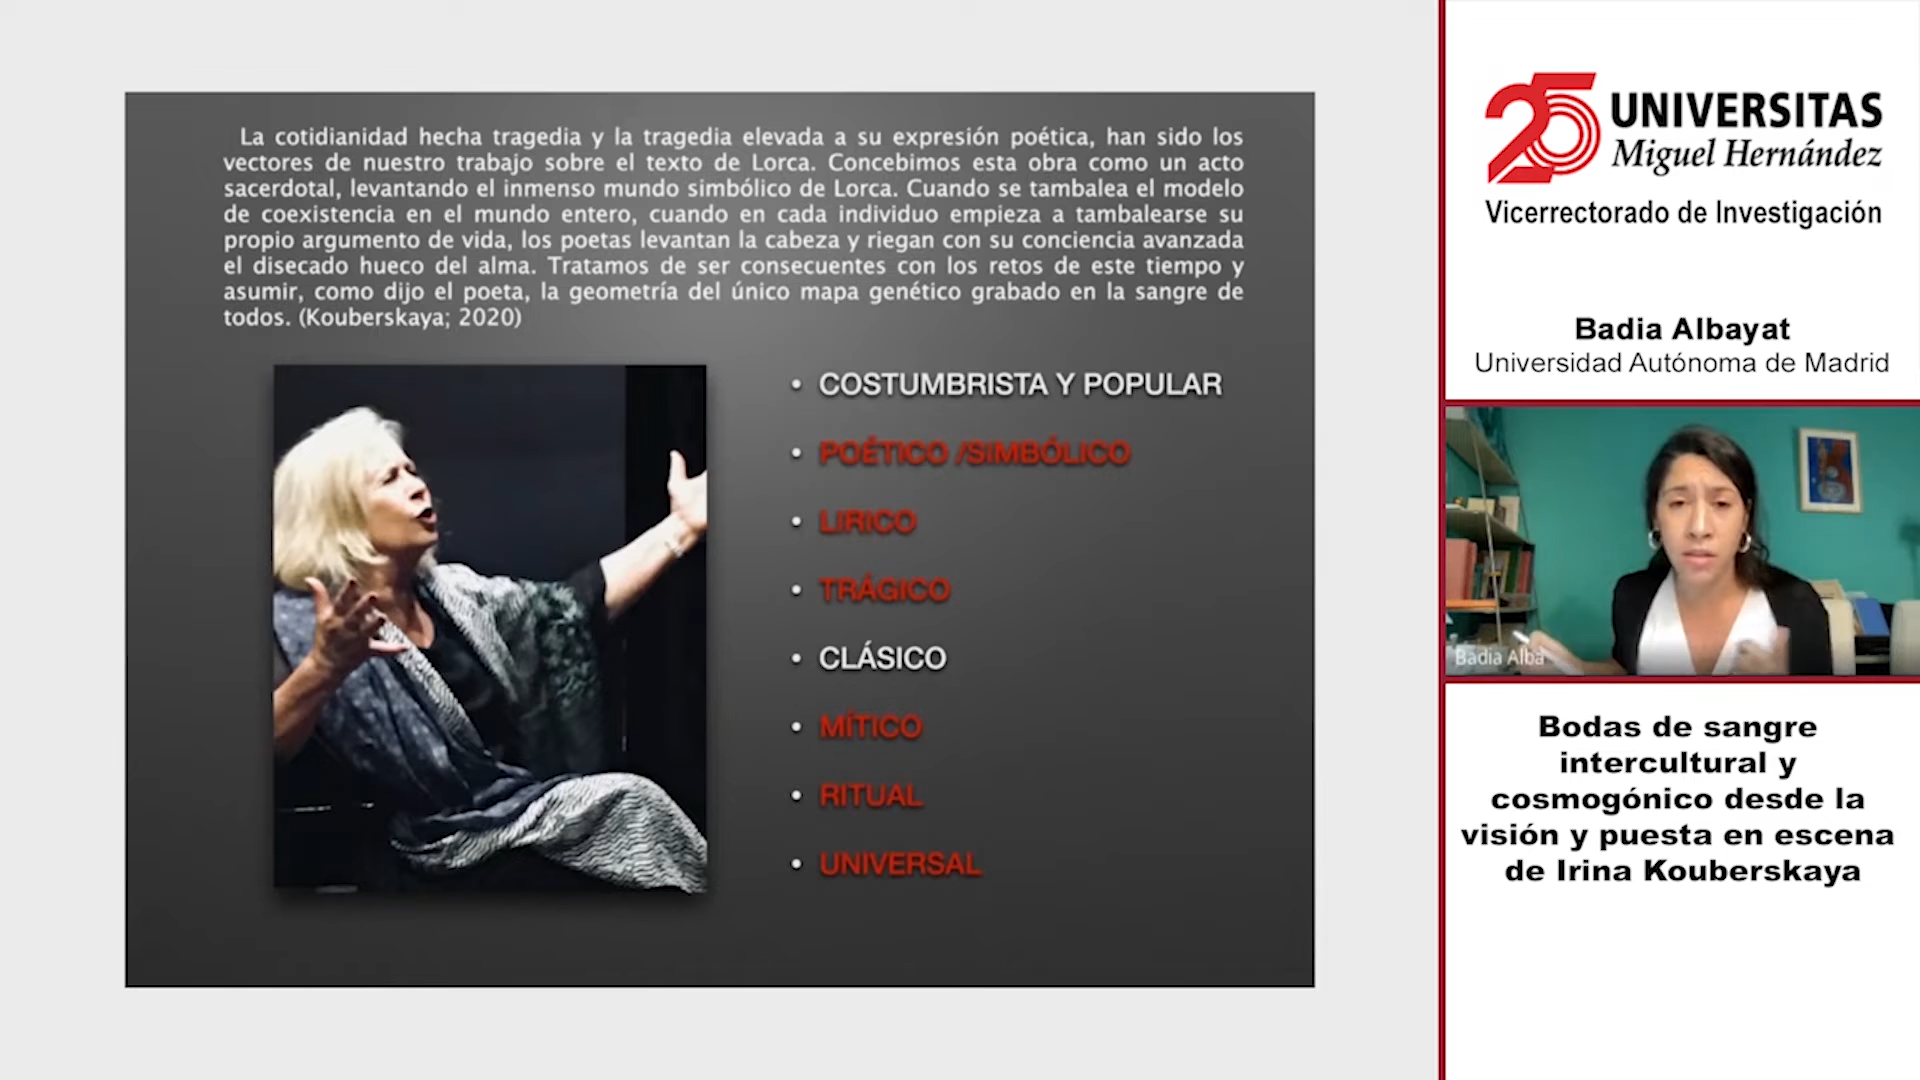 La cotidianidad hecha tragedia y la tragedia elevada a su expresión poética, han sido los
vectores de nuestro trabajo sobre el texto de Lorca. Concebimos esta obra como un acto
sacerdotal, levantando el inmenso mundo simbólico de Lorca. Cuando se tambalea el modelo
de coexistencia en el mundo entero, cuando en cada individuo empieza a tambalearse su
propio argumento de vida, los poetas levantan la cabeza y riegan con su conciencia avanzada
el disecado hueco del alma. Tratamos de ser consecuentes con los retos de este tiempo y
asumir, como dijo el poeta, la geometría del único mapa genético grabado en la sangre de
todos. (Kouberskaya; 2020)
• COSTUMBRISTA Y POPULAR
• POÉTICO /SIMBÓLICO
• LIRICO
• TRÁGICO
• CLÁSICO
• MÍTICO
• RITUAL
• UNIVERSAL
25 UNIVERSITAS
Miguel Hernández
Vicerrectorado de Investigación
Badia Albayat
Universidad Autónoma de Madrid
Badia Alba
Bodas de sangre
intercultural y
cosmogónico desde la
visión y puesta en escena
de Irina Kouberskaya